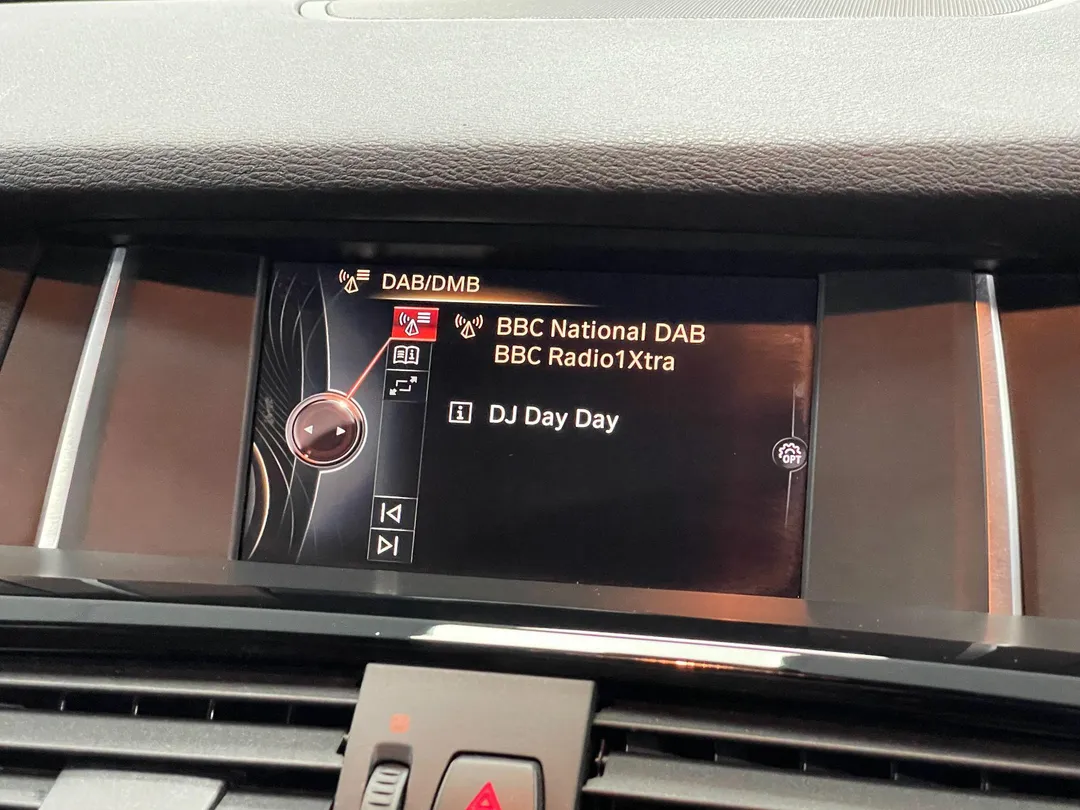 DAB/DMB
BBC National DAB
BBC Radio1Xtra
DJ Day Day
OPT